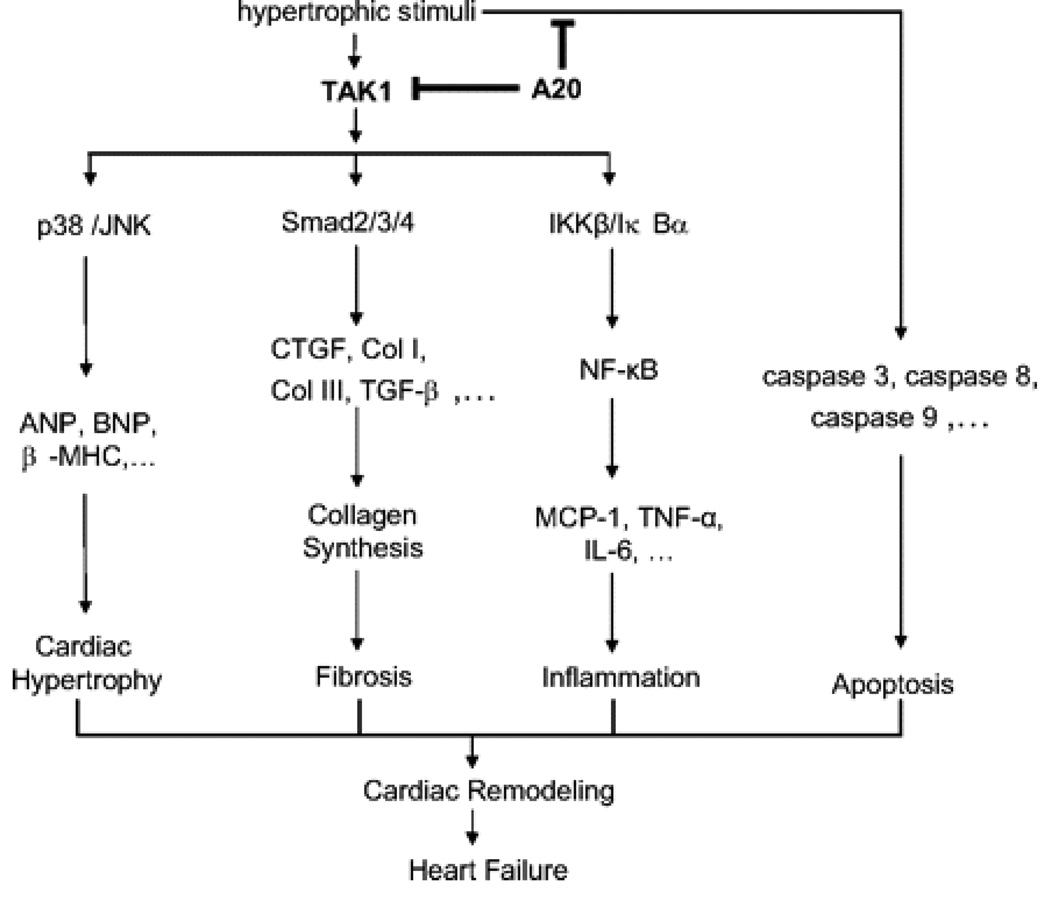 hypertrophic stimuli
TAK1
A20
p38 /JNK
Smad2/3/4
IKKβ/Iκ Bα
CTGF, Col I,
Col III, TGF-β ,...
NF-κB
caspase 3, caspase 8,
caspase 9 ,...
ANP, BNP,
β -MHC,...
Collagen
Synthesis
MCP-1, TNF-α,
IL-6, ...
Cardiac
Hypertrophy
Fibrosis
Inflammation
Apoptosis
Cardiac Remodeling
Heart Failure